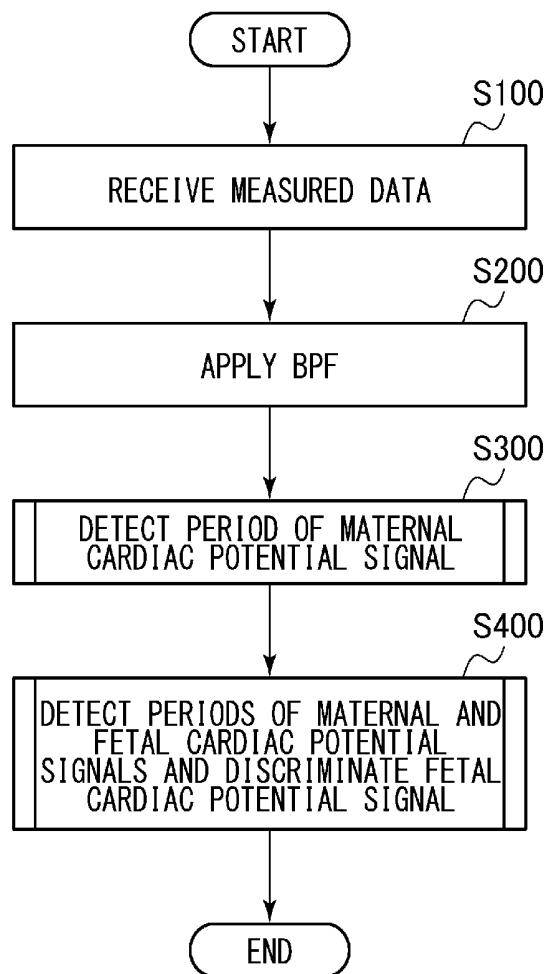 START
S100
RECEIVE MEASURED DATA
S200
APPLY BPF
S300
DETECT PERIOD OF MATERNAL
CARDIAC POTENTIAL SIGNAL
S400
DETECT PERIODS OF MATERNAL AND
FETAL CARDIAC POTENTIAL
SIGNALS AND DISCRIMINATE FETAL
CARDIAC POTENTIAL SIGNAL
END